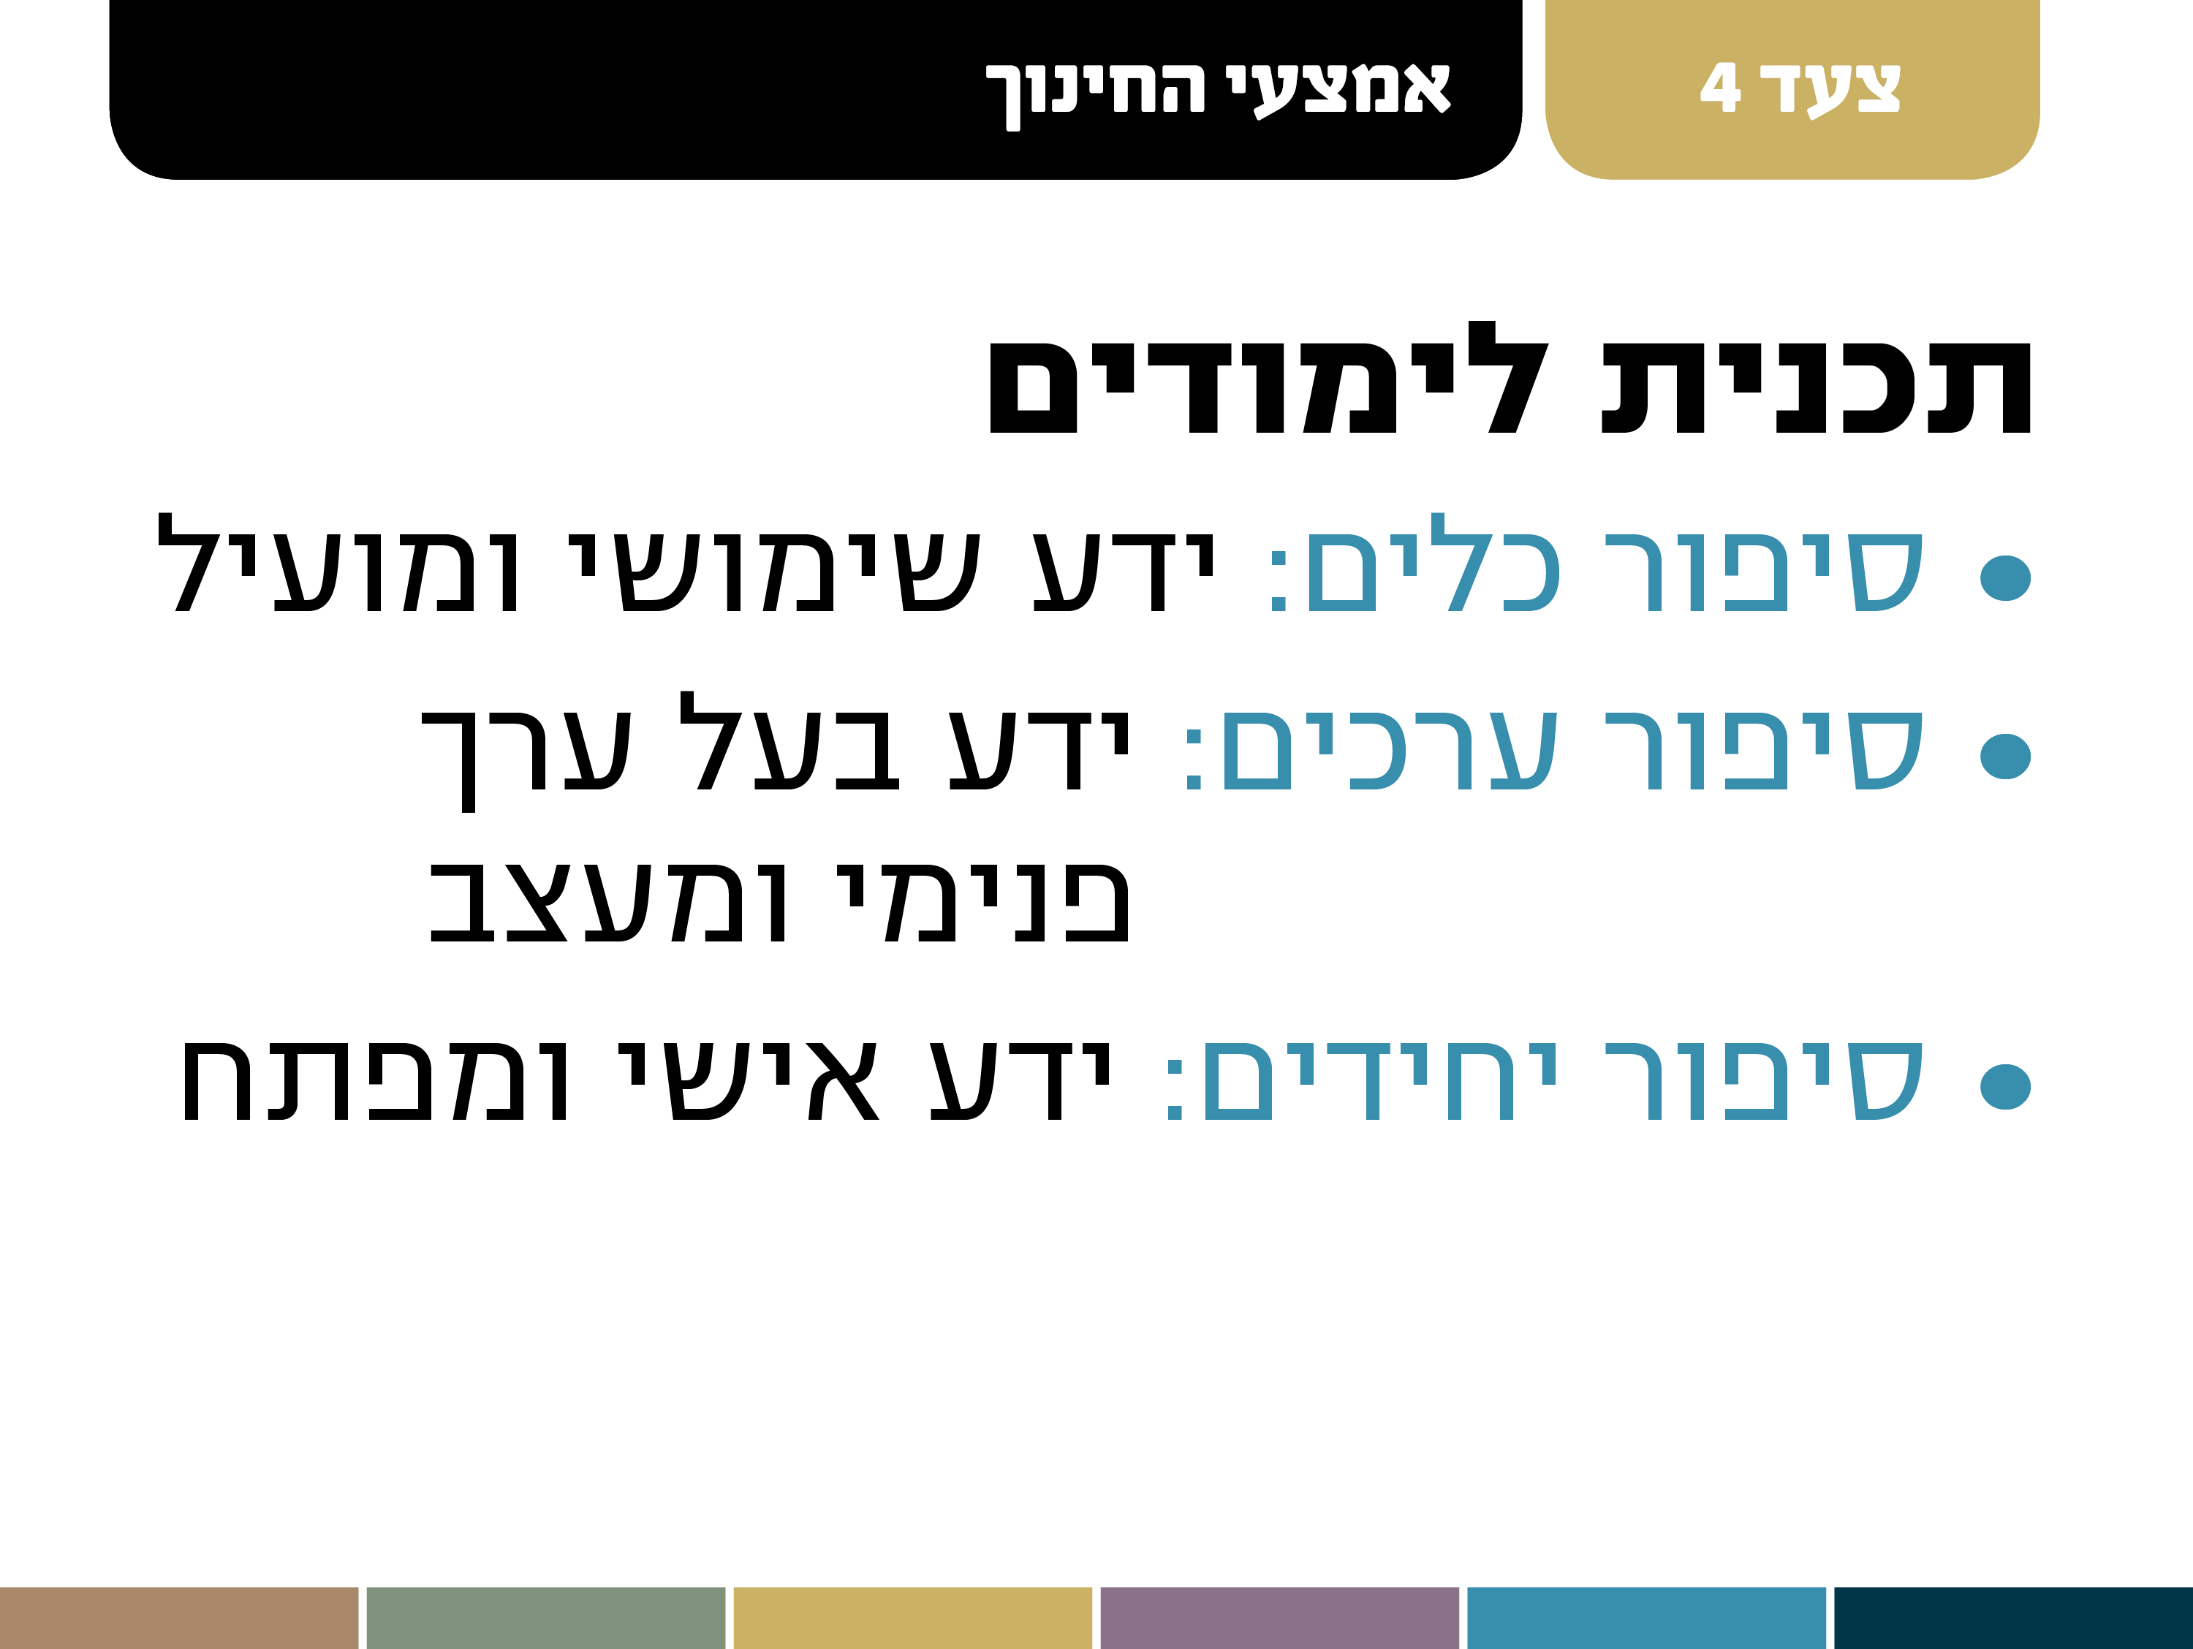 צעד 4
אמצעי החינוך
תכנית לימודים
• סיפור כלים: ידע שימושי ומועיל
• סיפור ערכים: ידע בעל ערך
פנימי ומעצב
• סיפור יחידים: ידע אישי ומפתח